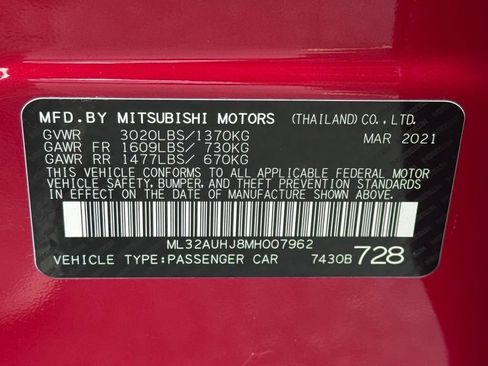 MFD.BY MITSUBISHI MOTORS (THAILAND) CO., LTD.
GVWR 3020LBS/1370KG MAR 2021
GAWR FR 1609LBS/ 730KG
GAWR RR 1477LBS/ 670KG
THIS VEHICLE CONFORMS TO ALL APPLICABLE FEDERAL MOTOR
VEHICLE SAFETY, BUMPER, AND THEFT PREVENTION STANDARDS
IN EFFECT ON THE DATE OF MANUFACTURE SHOWN ABOVE.
ML32AUHJ8MH007962
VEHICLE TYPE:PASSENGER CAR 7430B 728